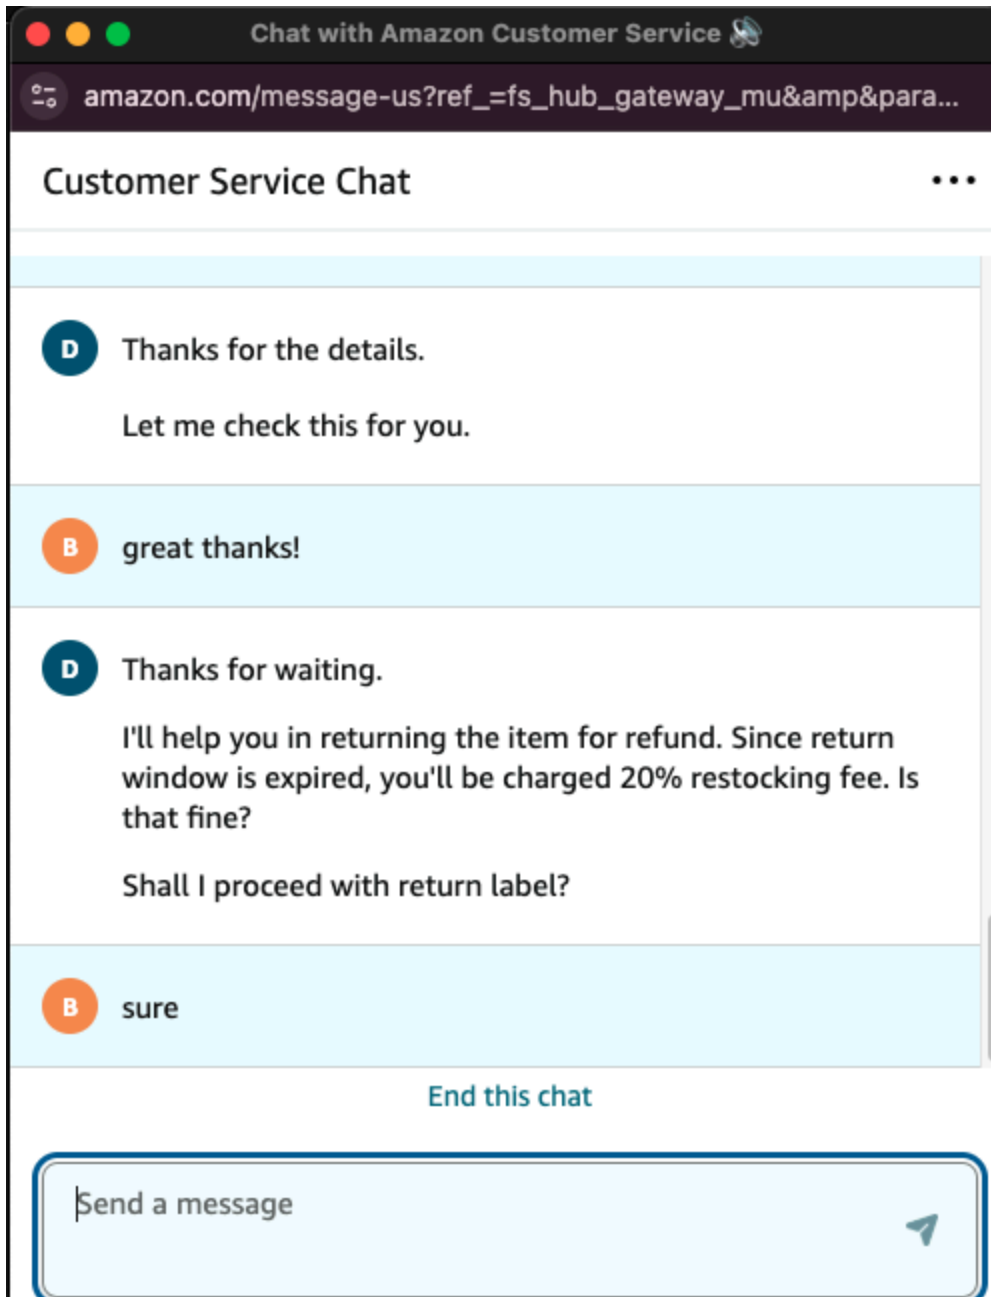 Chat with Amazon Customer Service 🔊
amazon.com/message-us?ref_=fs_hub_gateway_mu&amp&para...
Customer Service Chat
D
Thanks for the details.
Let me check this for you.
B
great thanks!
D
Thanks for waiting.
I'll help you in returning the item for refund. Since return
window is expired, you'll be charged 20% restocking fee. Is
that fine?
Shall I proceed with return label?
B
sure
End this chat
Send a message